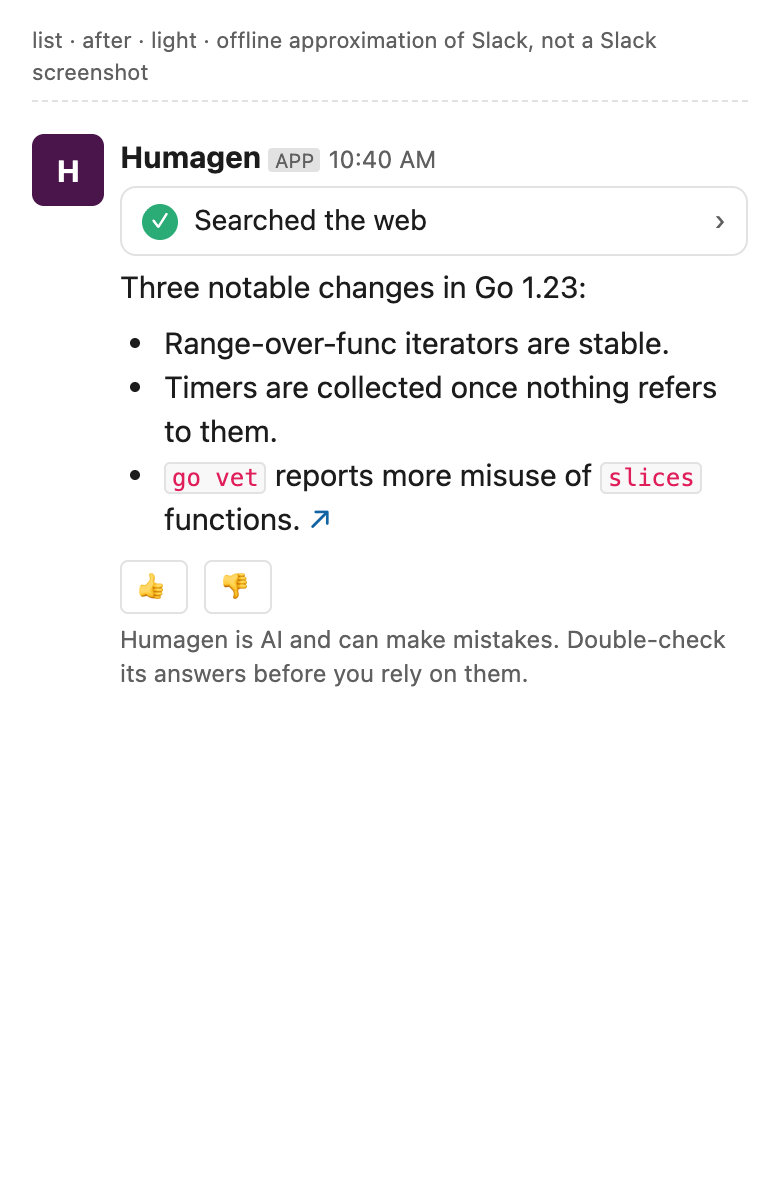 list · after · light · offline approximation of Slack, not a Slack
screenshot
H
Humagen APP 10:40 AM
✓ Searched the web ›
Three notable changes in Go 1.23:
• Range-over-func iterators are stable.
• Timers are collected once nothing refers
to them.
• go vet reports more misuse of slices
functions. ↗
👍 👎
Humagen is AI and can make mistakes. Double-check
its answers before you rely on them.